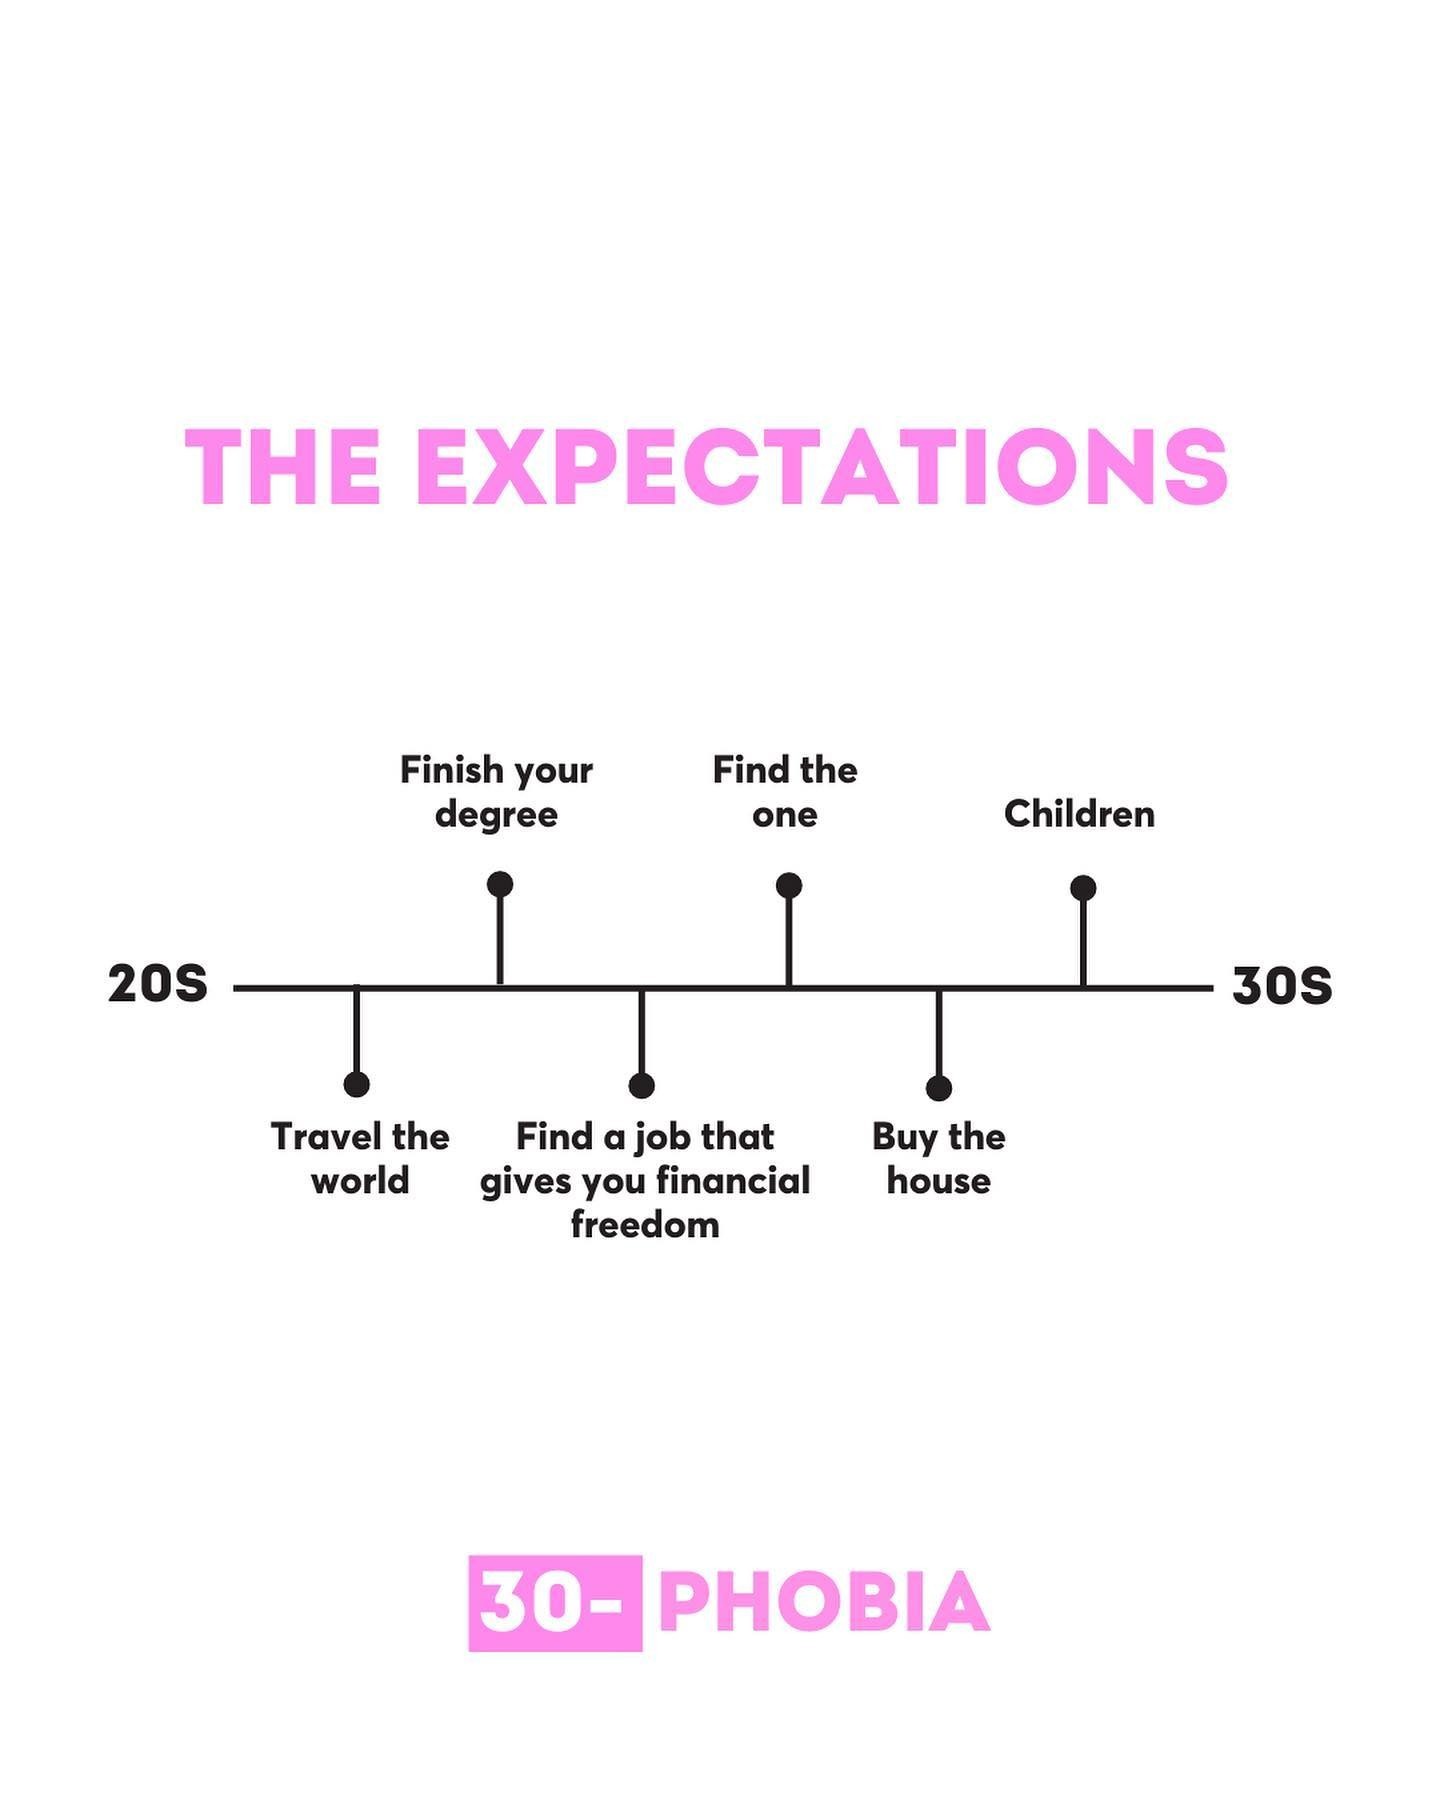 THE EXPECTATIONS
Finish your
degree
Find the
one
Children
20S
30S
Travel the
world
Find a job that
gives you financial
freedom
Buy the
house
30- PHOBIA